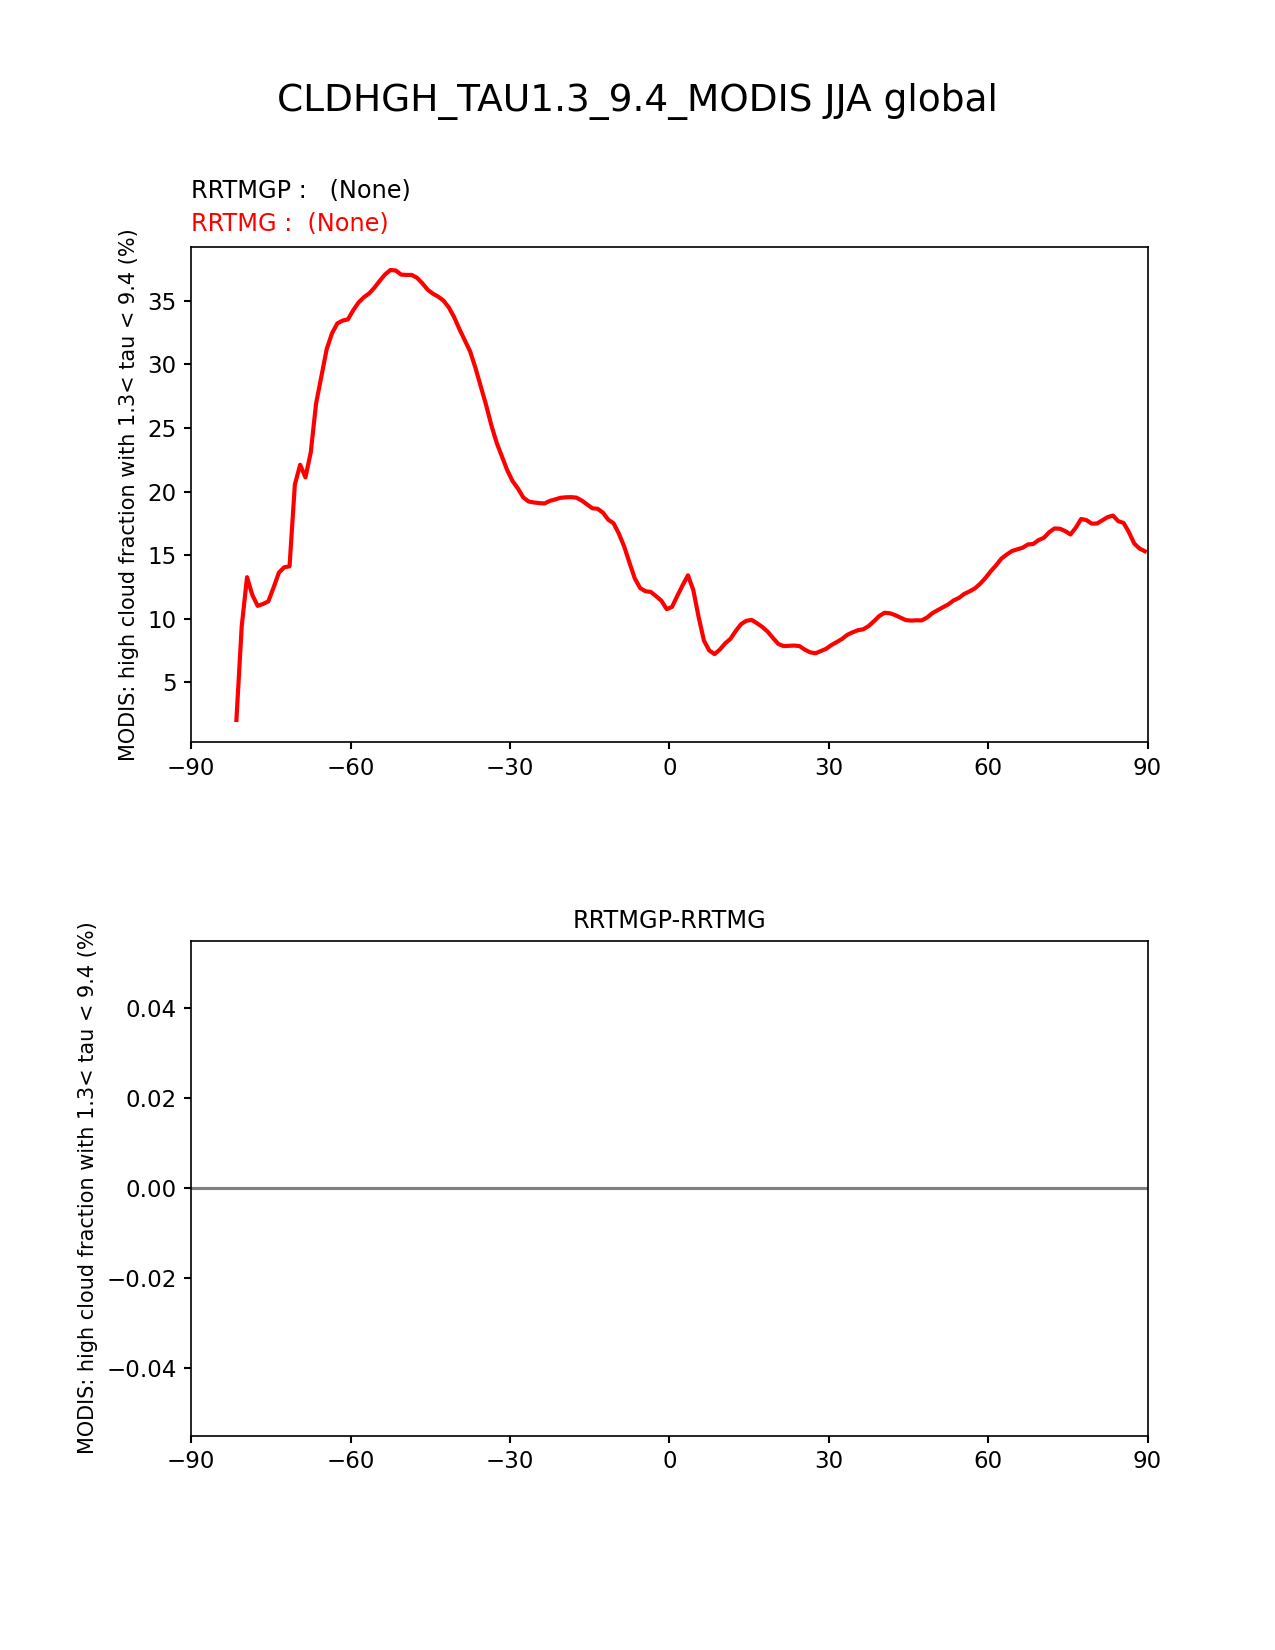 CLDHGH_TAU1.3_9.4_MODIS JJA global
RRTMGP :   (None)
RRTMG :  (None)
MODIS: high cloud fraction with 1.3< tau < 9.4 (%)
35
30
25
20
15
10
5
−90 −60 −30 0 30 60 90
RRTMGP-RRTMG
MODIS: high cloud fraction with 1.3< tau < 9.4 (%)
0.04
0.02
0.00
−0.02
−0.04
−90 −60 −30 0 30 60 90